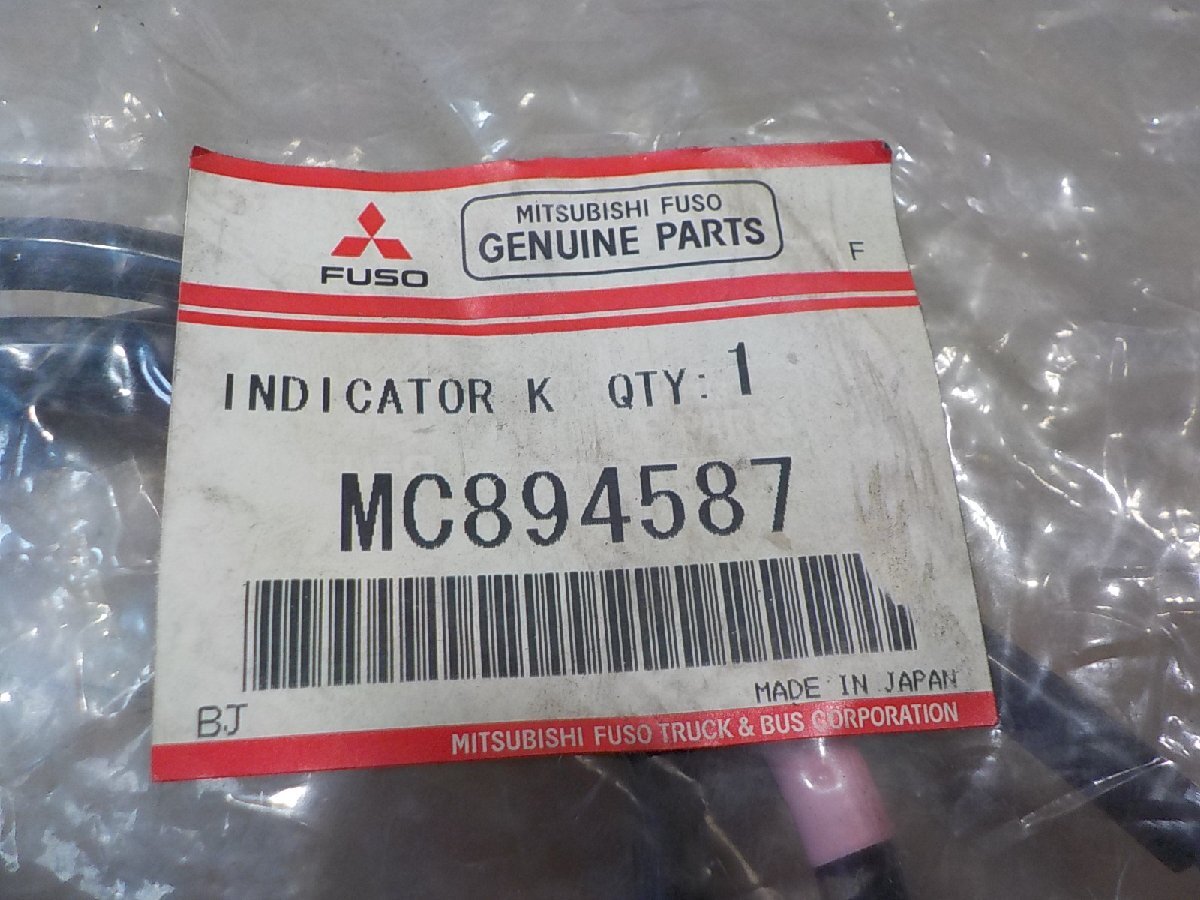 MITSUBISHI FUSO
GENUINE PARTS
FUSO
F
INDICATOR K QTY: 1
MC894587
MADE IN JAPAN
BJ
MITSUBISHI FUSO TRUCK & BUS CORPORATION